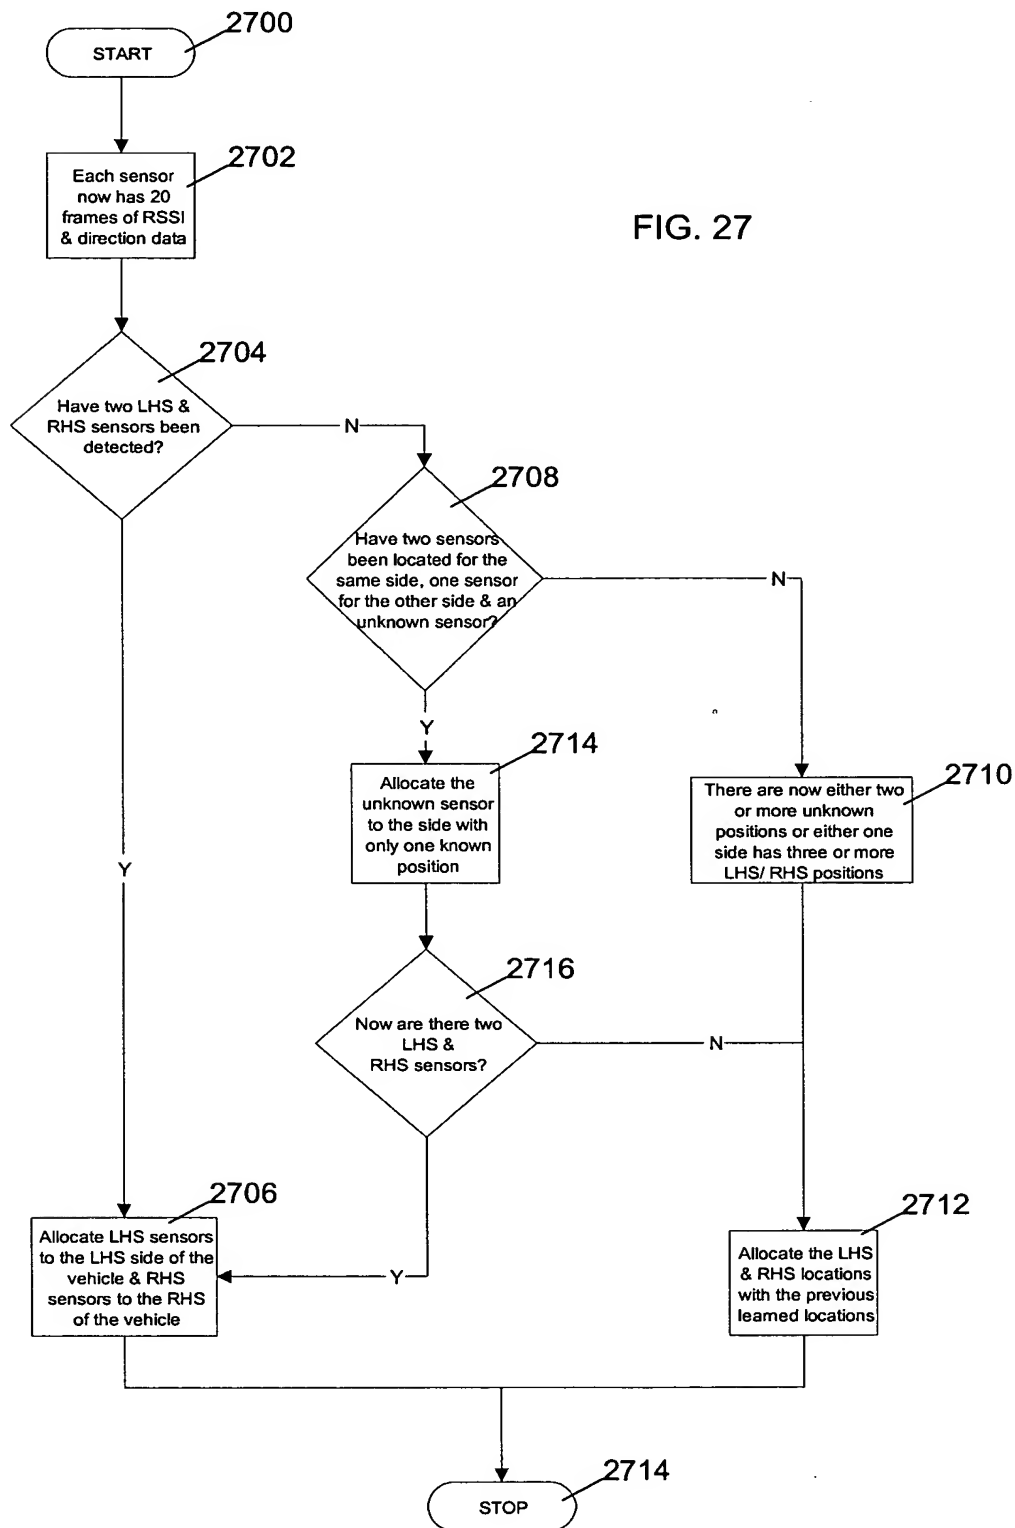 2700
START
2702
Each sensor
now has 20
frames of RSSI
& direction data
FIG. 27
2704
Have two LHS &
RHS sensors been
detected?
N
2708
Have two sensors
been located for the
same side, one sensor
for the other side & an
unknown sensor?
N
Y
2714
Allocate the
unknown sensor
to the side with
only one known
position
2710
There are now either two
or more unknown
positions or either one
side has three or more
LHS/ RHS positions
Y
2716
Now are there two
LHS &
RHS sensors?
N
2706
Allocate LHS sensors
to the LHS side of the
vehicle & RHS
sensors to the RHS
of the vehicle
Y
2712
Allocate the LHS
& RHS locations
with the previous
learned locations
2714
STOP